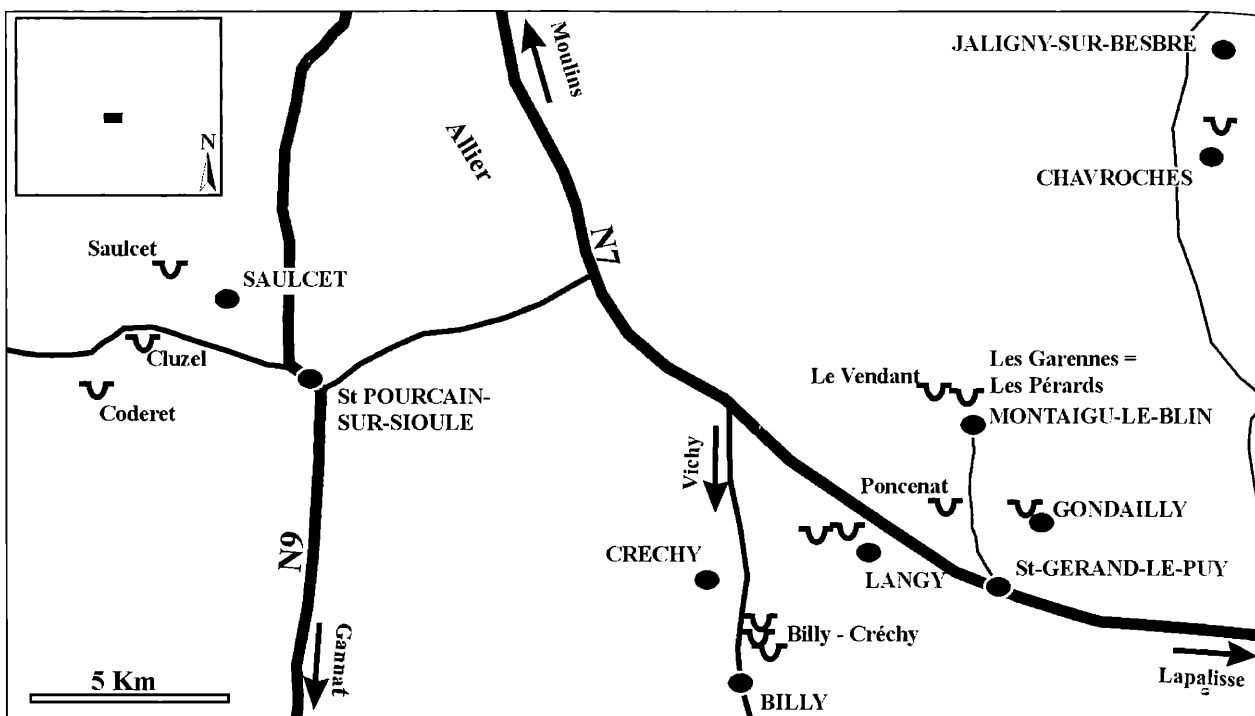 JALIGNY-SUR-BESBRE
Moulins
N
Allier
CHAVROCHES
N7
Saulcet
SAULCET
Cluzel
Coderet
St POURCAIN-
SUR-SIOULE
Le Vendant
Les Garennes =
Les Pérards
MONTAIGU-LE-BLIN
Vichy
Poncenat
GONDAILLY
N9
CRECHY
LANGY
St-GERAND-LE-PUY
Billy - Créchy
Gannat
Lapalisse
5 Km
BILLY